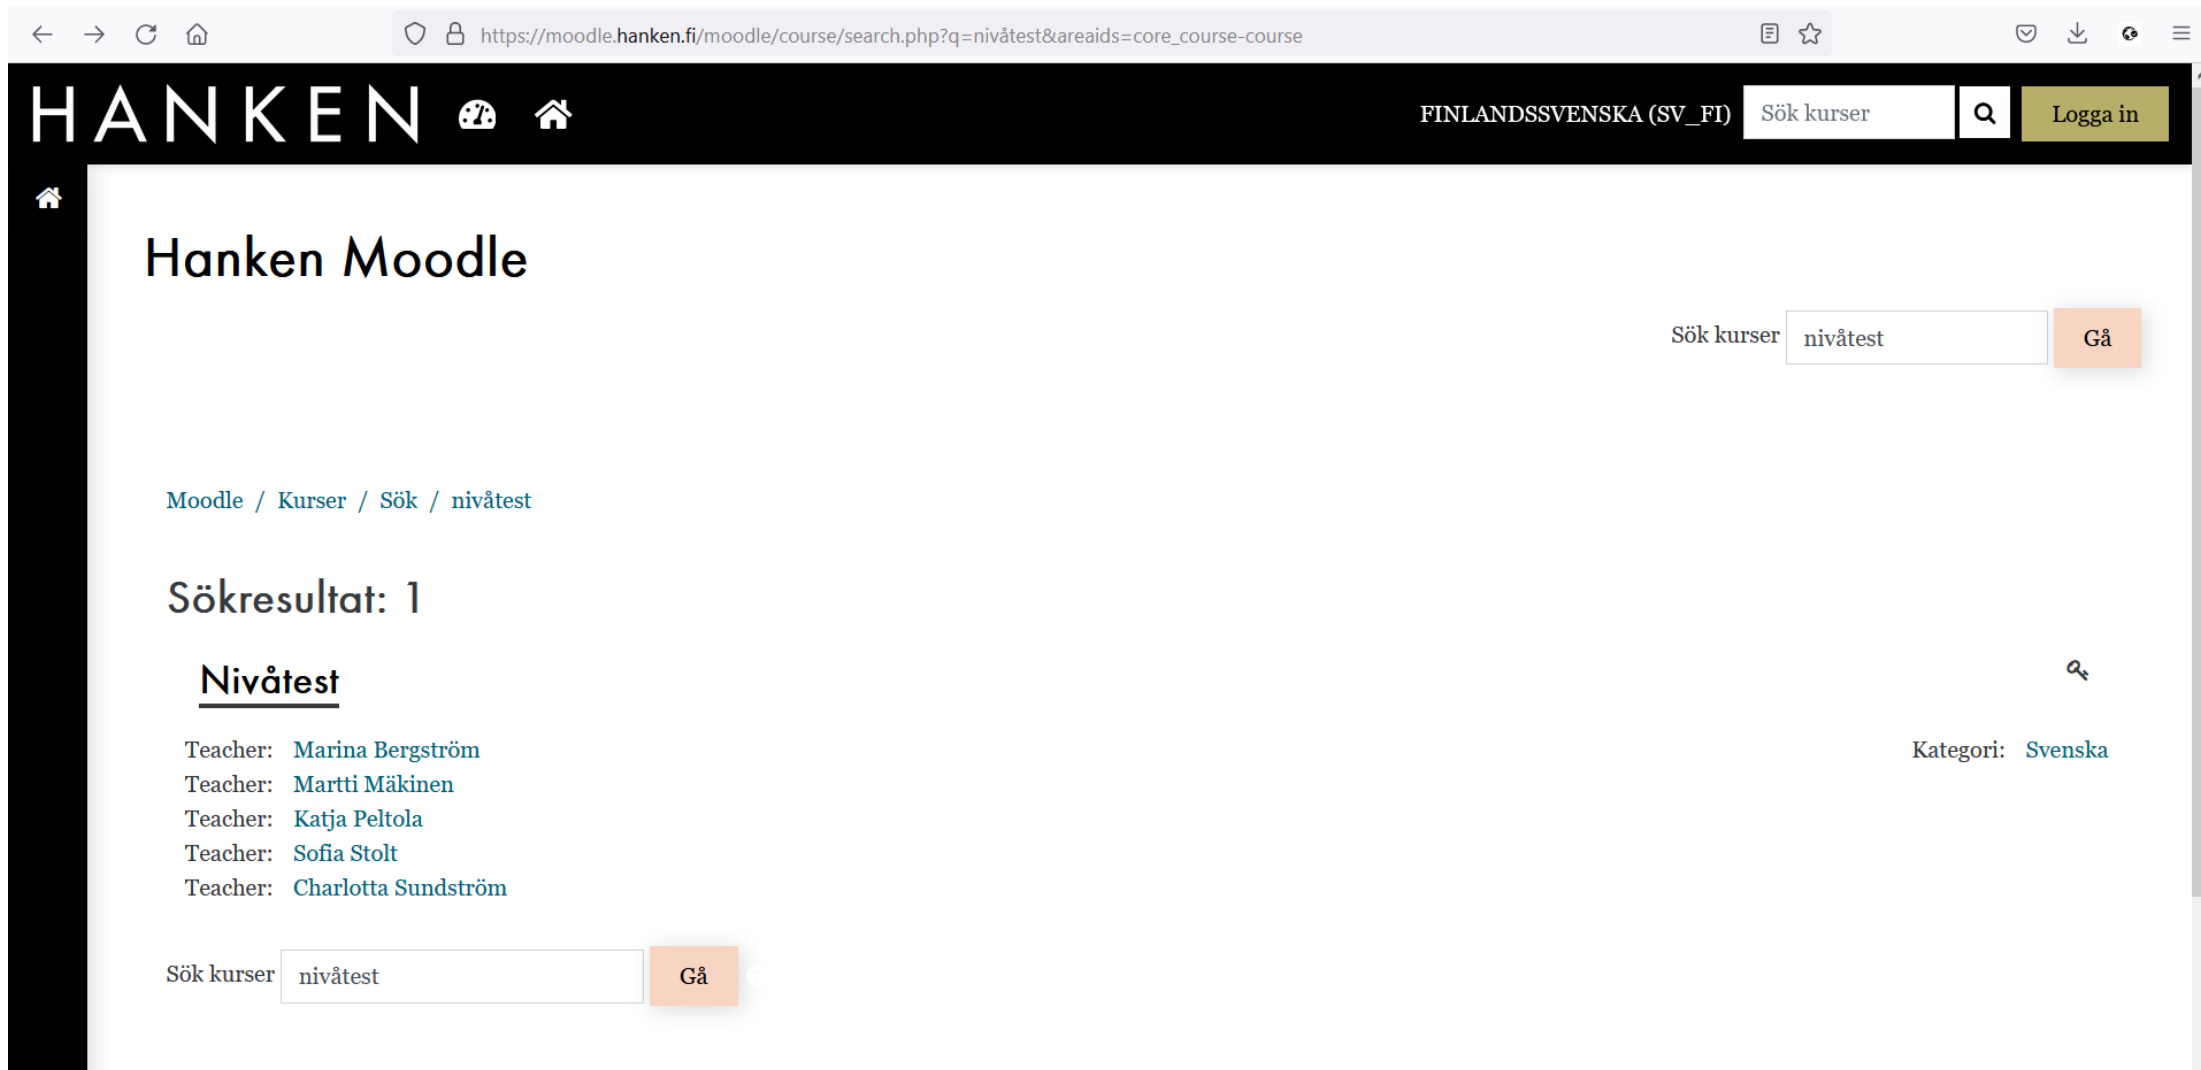 https://moodle.hanken.fi/moodle/course/search.php?q=nivåtest&areaids=core_course-course
HANKEN
FINLANDSSVENSKA (SV_FI)
Sök kurser
Logga in
Hanken Moodle
Sök kurser nivåtest Gå
Moodle / Kurser / Sök / nivåtest
Sökresultat: 1
Nivåtest
Teacher: Marina Bergström
Kategori: Svenska
Teacher: Martti Mäkinen
Teacher: Katja Peltola
Teacher: Sofia Stolt
Teacher: Charlotta Sundström
Sök kurser nivåtest Gå